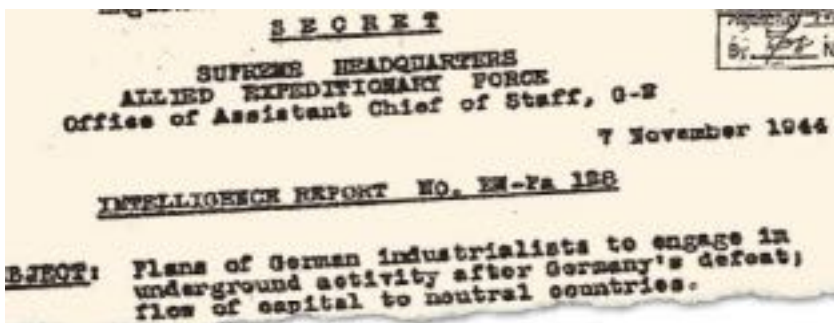 SECRET
SUPREME HEADQUARTERS
ALLIED EXPEDITIONARY FORCE
Office of Assistant Chief of Staff, G-2
7 November 1944
INTELLIGENCE REPORT NO. EW-Pa 128
BJECT: Plans of German industrialists to engage in
underground activity after Germany's defeat;
flow of capital to neutral countries.
By